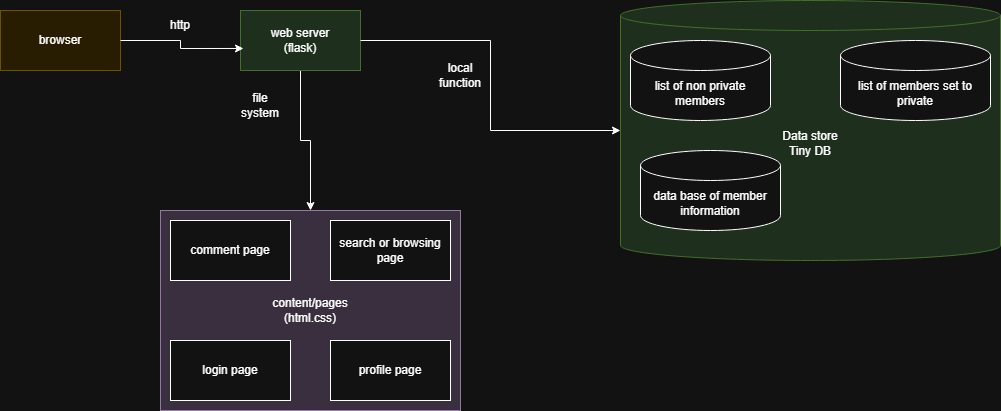 browser
http
web server
(flask)
local
function
file
system
list of non private
members
list of members set to
private
Data store
Tiny DB
data base of member
information
comment page
search or browsing
page
content/pages
(html.css)
login page
profile page